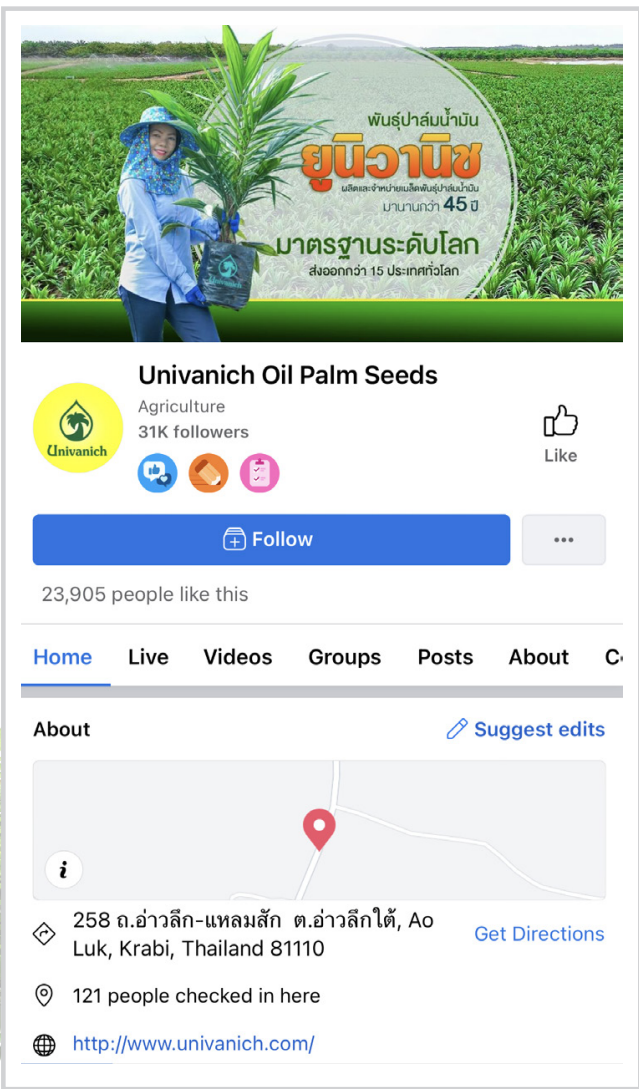 พันธุ์ปาล์มน้ำมัน
ยูนิวานิช
ผลิตและจำหน่ายเมล็ดพันธุ์ปาล์มน้ำมัน
มานานกว่า 45 ปี
มาตรฐานระดับโลก
ส่งออกกว่า 15 ประเทศทั่วโลก
Univanich
Univanich Oil Palm Seeds
Agriculture
31K followers
Univanich
Like
Follow
23,905 people like this
Home Live Videos Groups Posts About
About
Suggest edits
258 ถ.อ่าวลึก-แหลมสัก ต.อ่าวลึกใต้, Ao
Luk, Krabi, Thailand 81110
Get Directions
121 people checked in here
http://www.univanich.com/